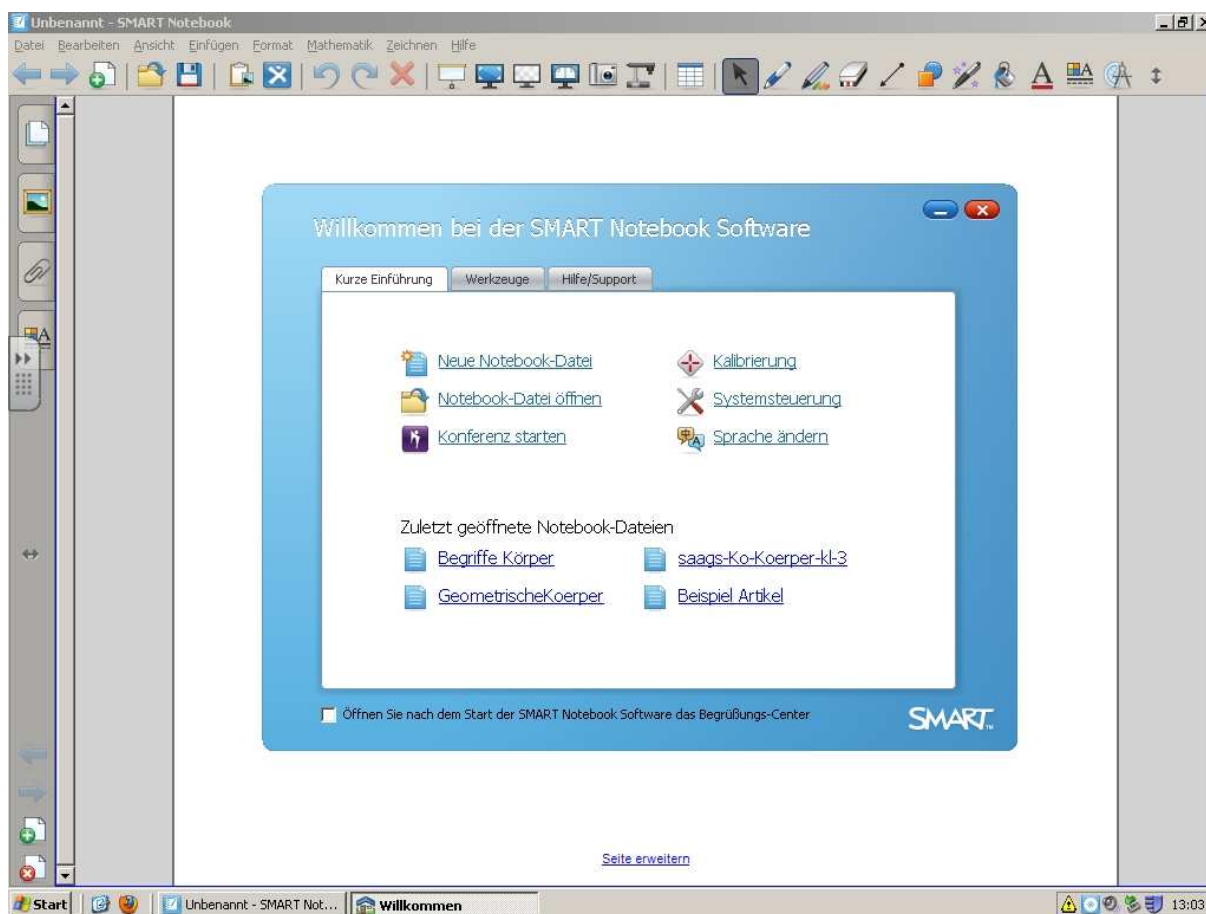 Unbenannt - SMART Notebook
Datei Bearbeiten Ansicht Einfügen Format Mathematik Zeichnen Hilfe
Willkommen bei der SMART Notebook Software
Kurze Einführung Werkzeuge Hilfe/Support
Neue Notebook-Datei Kalibrierung
Notebook-Datei öffnen Systemsteuerung
Konferenz starten Sprache ändern
Zuletzt geöffnete Notebook-Dateien
Begriffe Körper saags-Ko-Koerper-kl-3
GeometrischeKoerper Beispiel Artikel
Öffnen Sie nach dem Start der SMART Notebook Software das Begrüßungs-Center
SMART
Seite erweitern
Start Unbenannt - SMART Not... Willkommen 13:03